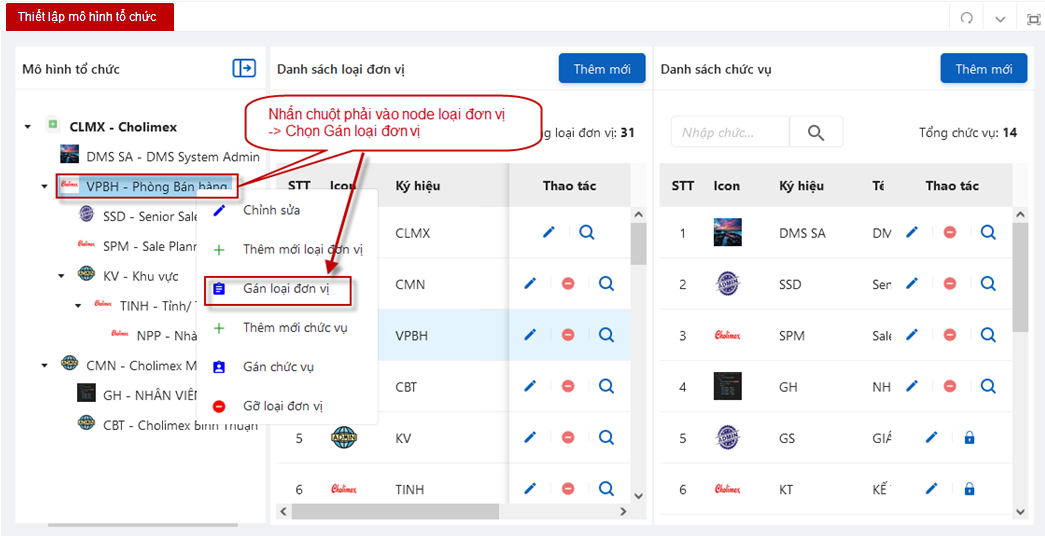 Thiết lập mô hình tổ chức
Mô hình tổ chức
CLMX - Cholimex
DMS SA - DMS System Admin
VPBH - Phòng Bán hàng
SSD - Senior Sale
SPM - Sale Plann
KV - Khu vực
TINH - Tỉnh/
NPP - Nhà
CMN - Cholimex M
GH - NHÂN VIÊN
CBT - Cholimex Bình Thuận
Nhấn chuột phải vào node loại đơn vị
-> Chọn Gán loại đơn vị
Chỉnh sửa
Thêm mới loại đơn vị
Gán loại đơn vị
Thêm mới chức vụ
Gán chức vụ
Gỡ loại đơn vị
Danh sách loại đơn vị
Thêm mới
loại đơn vị: 31
STT Icon Ký hiệu Thao tác
CLMX
CMN
VPBH
CBT
5 ADMIN KV
6 Cholimex TINH
Danh sách chức vụ
Thêm mới
Nhập chức...
Tổng chức vụ: 14
STT Icon Ký hiệu Tê Thao tác
1 DMS SA DM
2 ADMIN SSD Sen
3 Cholimex SPM Sale
4 GH NH
5 ADMIN GS GIÁ
6 Cholimex KT KẾ